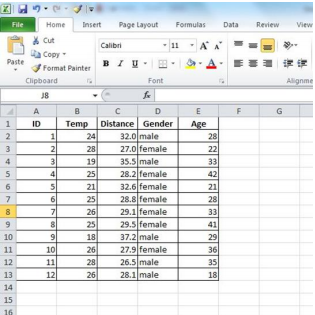 File Home Insert Page Layout Formulas Data Review View
Cut
Copy
Paste
Format Painter
Calibri 11 A A
B I U A
Clipboard Font Alignme
J8 fx
A B C D E F G
1 ID Temp Distance Gender Age
2 1 24 32.0 male 28
3 2 28 27.0 female 22
4 3 19 35.5 male 33
5 4 25 28.2 female 42
6 5 21 32.6 female 21
7 6 25 28.8 female 28
8 7 26 29.1 female 33
9 8 25 29.5 female 41
10 9 18 37.2 male 29
11 10 26 27.9 female 36
12 11 28 26.5 male 35
13 12 26 28.1 male 18
14
15
16